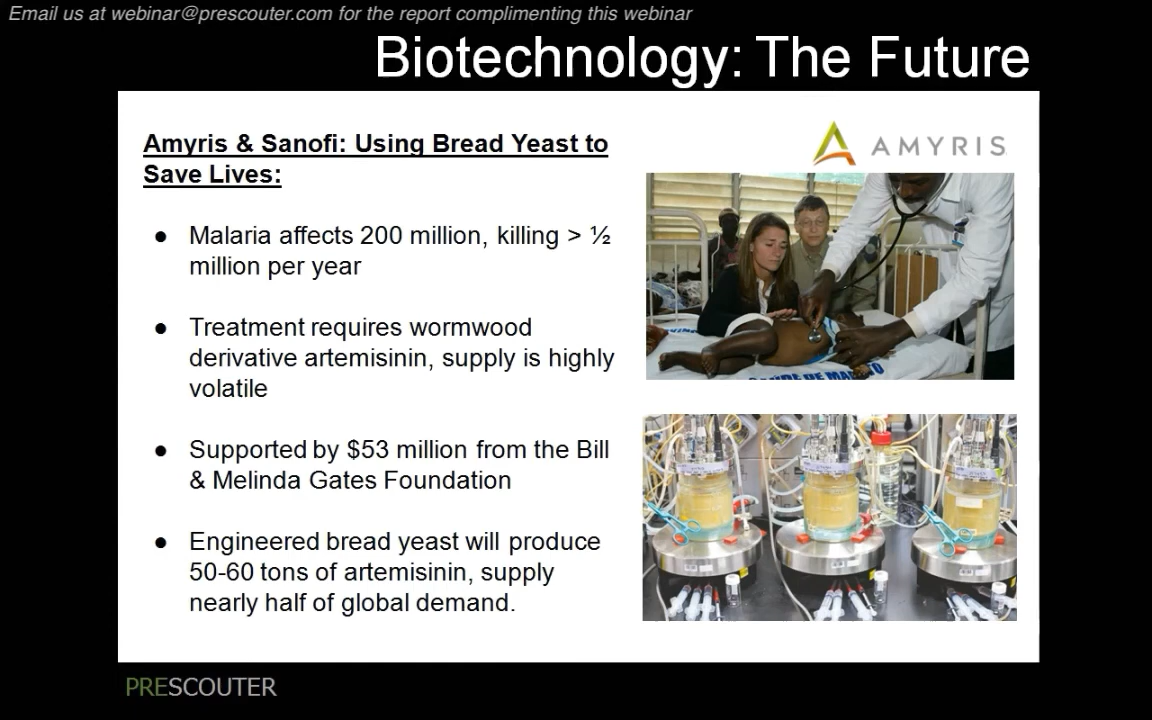 Email us at webinar@prescouter.com for the report complimenting this webinar
Biotechnology: The Future
Amyris & Sanofi: Using Bread Yeast to
Save Lives:
AMYRIS
● Malaria affects 200 million, killing > ½
million per year
● Treatment requires wormwood
derivative artemisinin, supply is highly
volatile
● Supported by $53 million from the Bill
& Melinda Gates Foundation
● Engineered bread yeast will produce
50-60 tons of artemisinin, supply
nearly half of global demand.
PRESCOUTER